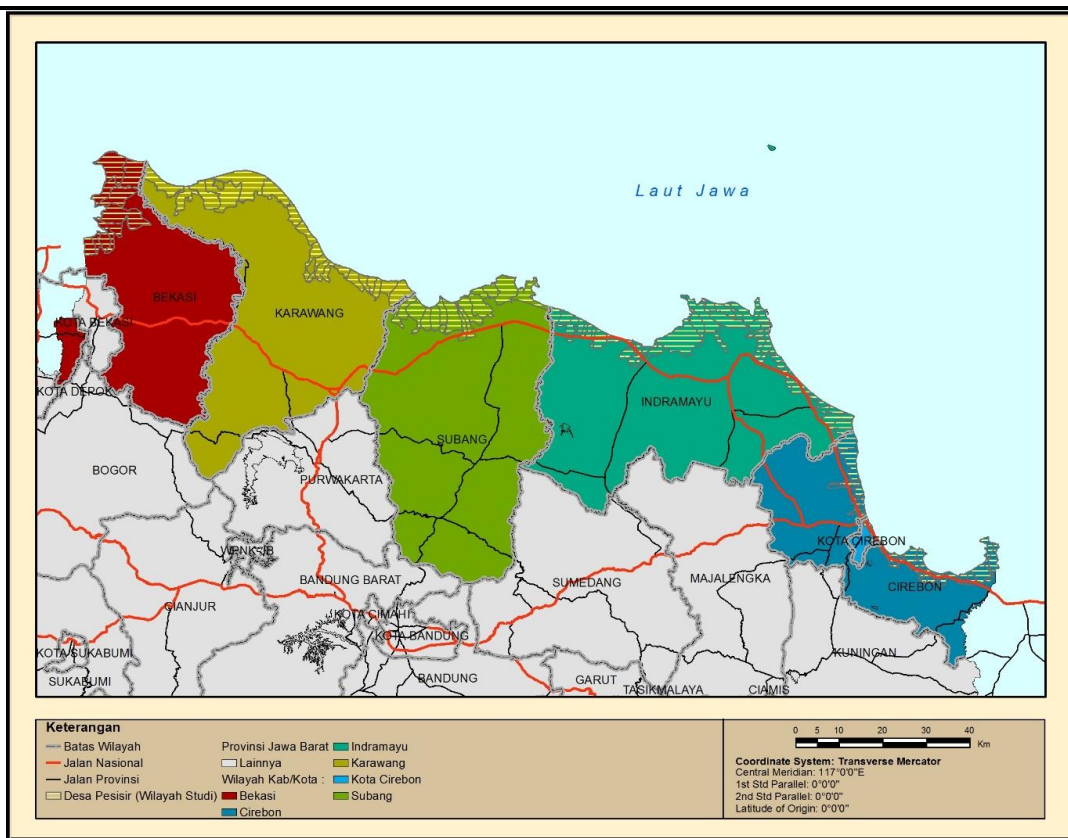 Laut Jawa
BEKASI
KARAWANG
KOTA BEKASI
KOTA DEPOK
INDRAMAYU
SUBANG
BOGOR
PURWAKARTA
KOTA CIREBON
BANDUNG BARAT
SUMEDANG
MAJALENGKA
CIREBON
CIANJUR
KOTA CIMAHI
KOTA BANDUNG
KOTA SUKABUMI
KUNINGAN
SUKABUMI
BANDUNG
GARUT
TASIKMALAYA
CIAMIS
Keterangan
Batas Wilayah
Jalan Nasional
Jalan Provinsi
Desa Pesisir (Wilayah Studi)
Provinsi Jawa Barat
Lainnya
Wilayah Kab/Kota :
Bekasi
Cirebon
Indramayu
Karawang
Kota Cirebon
Subang
0 5 10 20 30 40
Km
Coordinate System: Transverse Mercator
Central Meridian: 117°0'0"E
1st Std Parallel: 0°0'0"
2nd Std Parallel: 0°0'0"
Latitude of Origin: 0°0'0"